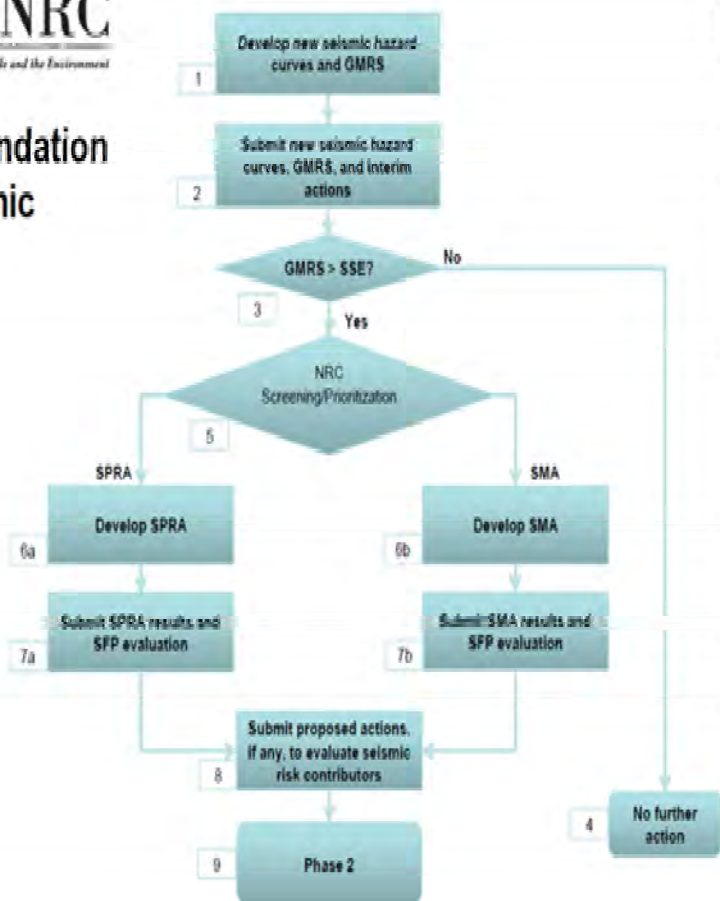 NRC
and the Environment
ndation
nic
Develop new seismic hazard
curves and GMRS
1
Submit new seismic hazard
curves, GMRS, and interim
actions
2
GMRS > SSE?
No
3
Yes
NRC
Screening/Prioritization
5
SPRA
SMA
Develop SPRA
6a
Develop SMA
6b
Submit SPRA results and
SFP evaluation
7a
Submit SMA results and
SFP evaluation
7b
Submit proposed actions,
if any, to evaluate seismic
risk contributors
8
No further
action
4
Phase 2
9